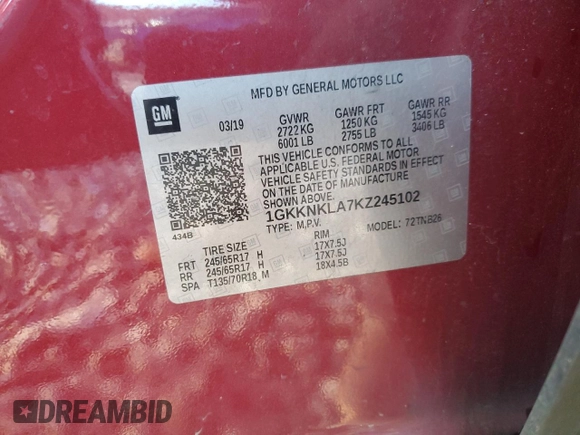 MFD BY GENERAL MOTORS LLC
GM
03/19 GVWR GAWR FRT GAWR RR
2722 KG 1250 KG 1545 KG
6001 LB 2755 LB 3406 LB
THIS VEHICLE CONFORMS TO ALL
APPLICABLE U.S. FEDERAL MOTOR
VEHICLE SAFETY STANDARDS IN EFFECT
ON THE DATE OF MANUFACTURE
SHOWN ABOVE.
1GKKNKLA7KZ245102
434B
TYPE: M.P.V. MODEL: 72TNB26
TIRE SIZE RIM
FRT 245/65R17 H 17X7.5J
RR 245/65R17 H 17X7.5J
SPA T135/70R18 M 18X4.5B
DREAMBID